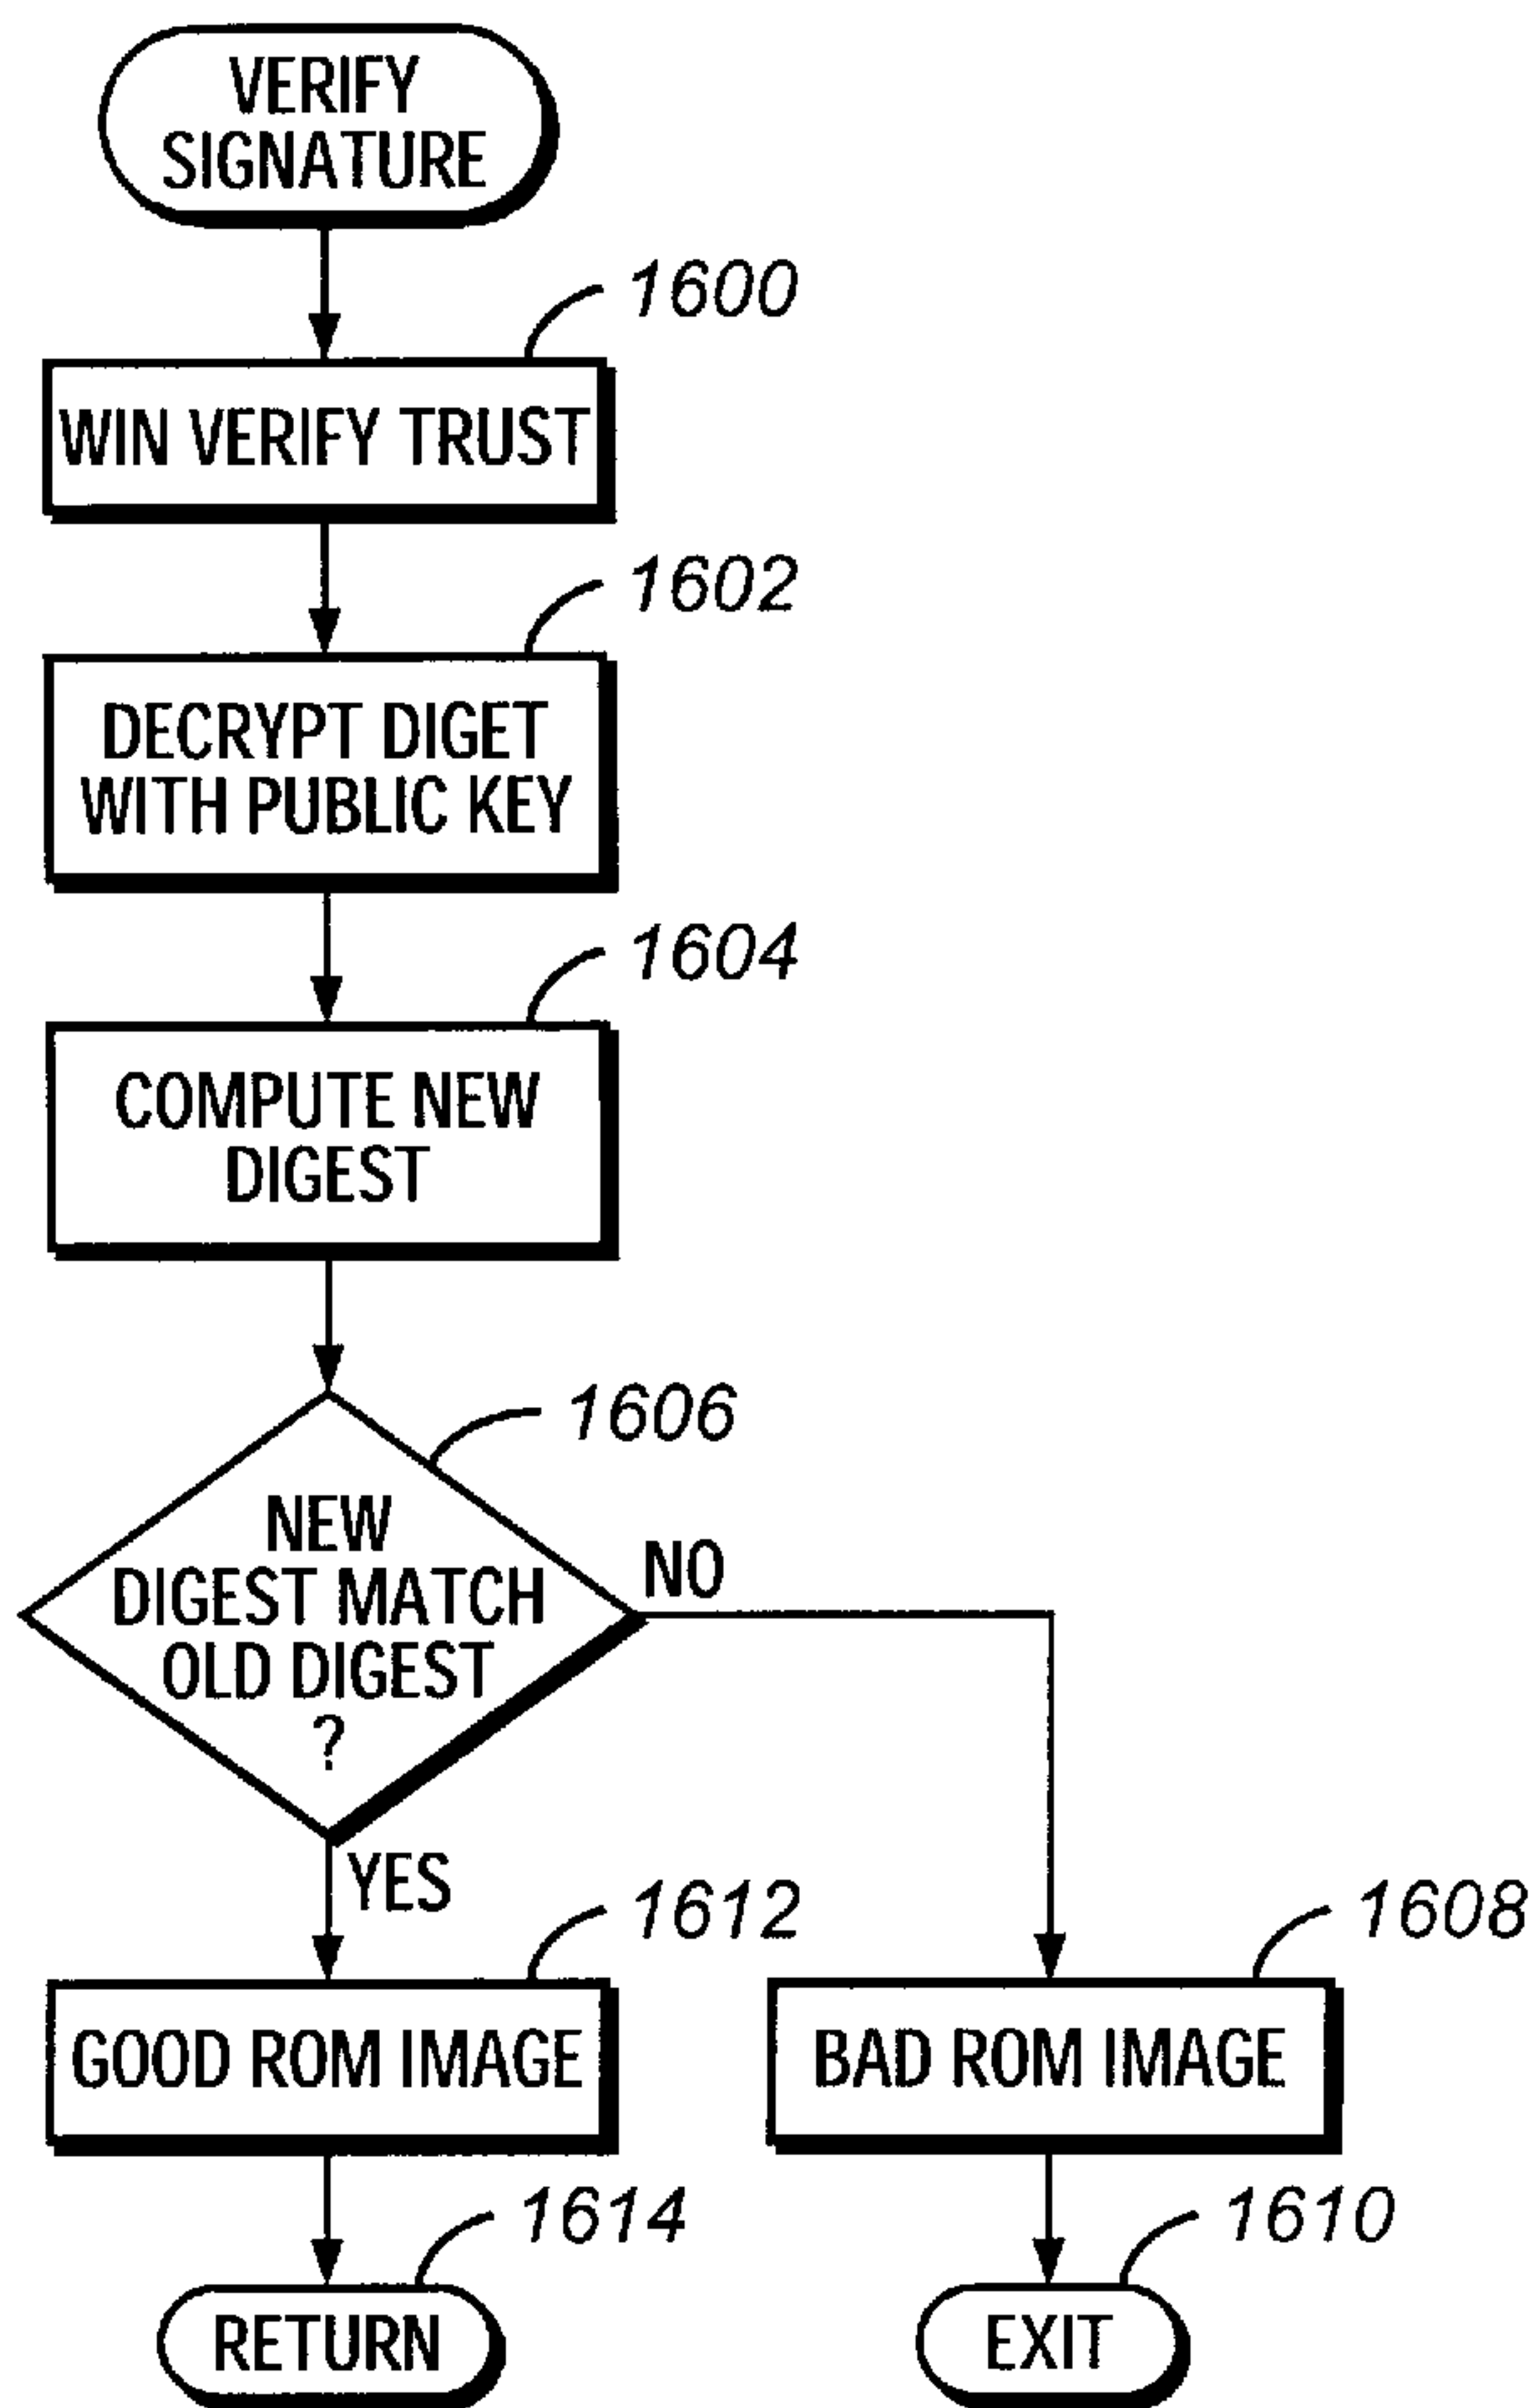 VERIFY
SIGNATURE
1600
WIN VERIFY TRUST
1602
DECRYPT DIGET
WITH PUBLIC KEY
1604
COMPUTE NEW
DIGEST
1606
NEW
DIGEST MATCH
OLD DIGEST
?
NO
YES
1612
GOOD ROM IMAGE
1608
BAD ROM IMAGE
1614
RETURN
1610
EXIT